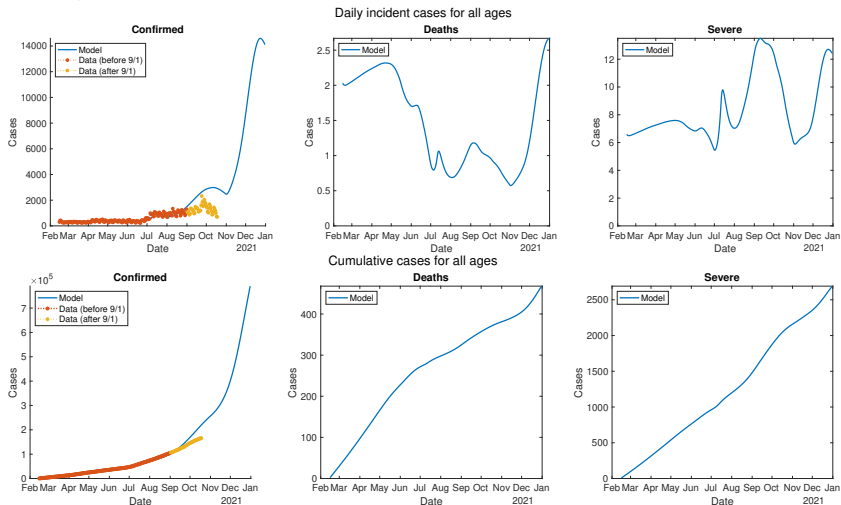 Daily incident cases for all ages
Confirmed
14000
12000
10000
8000
6000
4000
2000
0
Cases
Model
Data (before 9/1)
Data (after 9/1)
Feb Mar Apr May Jun Jul Aug Sep Oct Nov Dec Jan
Date
2021
Deaths
2.5
2
1.5
1
0.5
0
Cases
Model
Feb Mar Apr May Jun Jul Aug Sep Oct Nov Dec Jan
Date
2021
Severe
12
10
8
6
4
2
0
Cases
Model
Feb Mar Apr May Jun Jul Aug Sep Oct Nov Dec Jan
Date
2021
Cumulative cases for all ages
Confirmed
×10⁵
7
6
5
4
3
2
1
0
Cases
Model
Data (before 9/1)
Data (after 9/1)
Feb Mar Apr May Jun Jul Aug Sep Oct Nov Dec Jan
Date
2021
Deaths
400
300
200
100
0
Cases
Model
Feb Mar Apr May Jun Jul Aug Sep Oct Nov Dec Jan
Date
2021
Severe
2500
2000
1500
1000
500
0
Cases
Model
Feb Mar Apr May Jun Jul Aug Sep Oct Nov Dec Jan
Date
2021